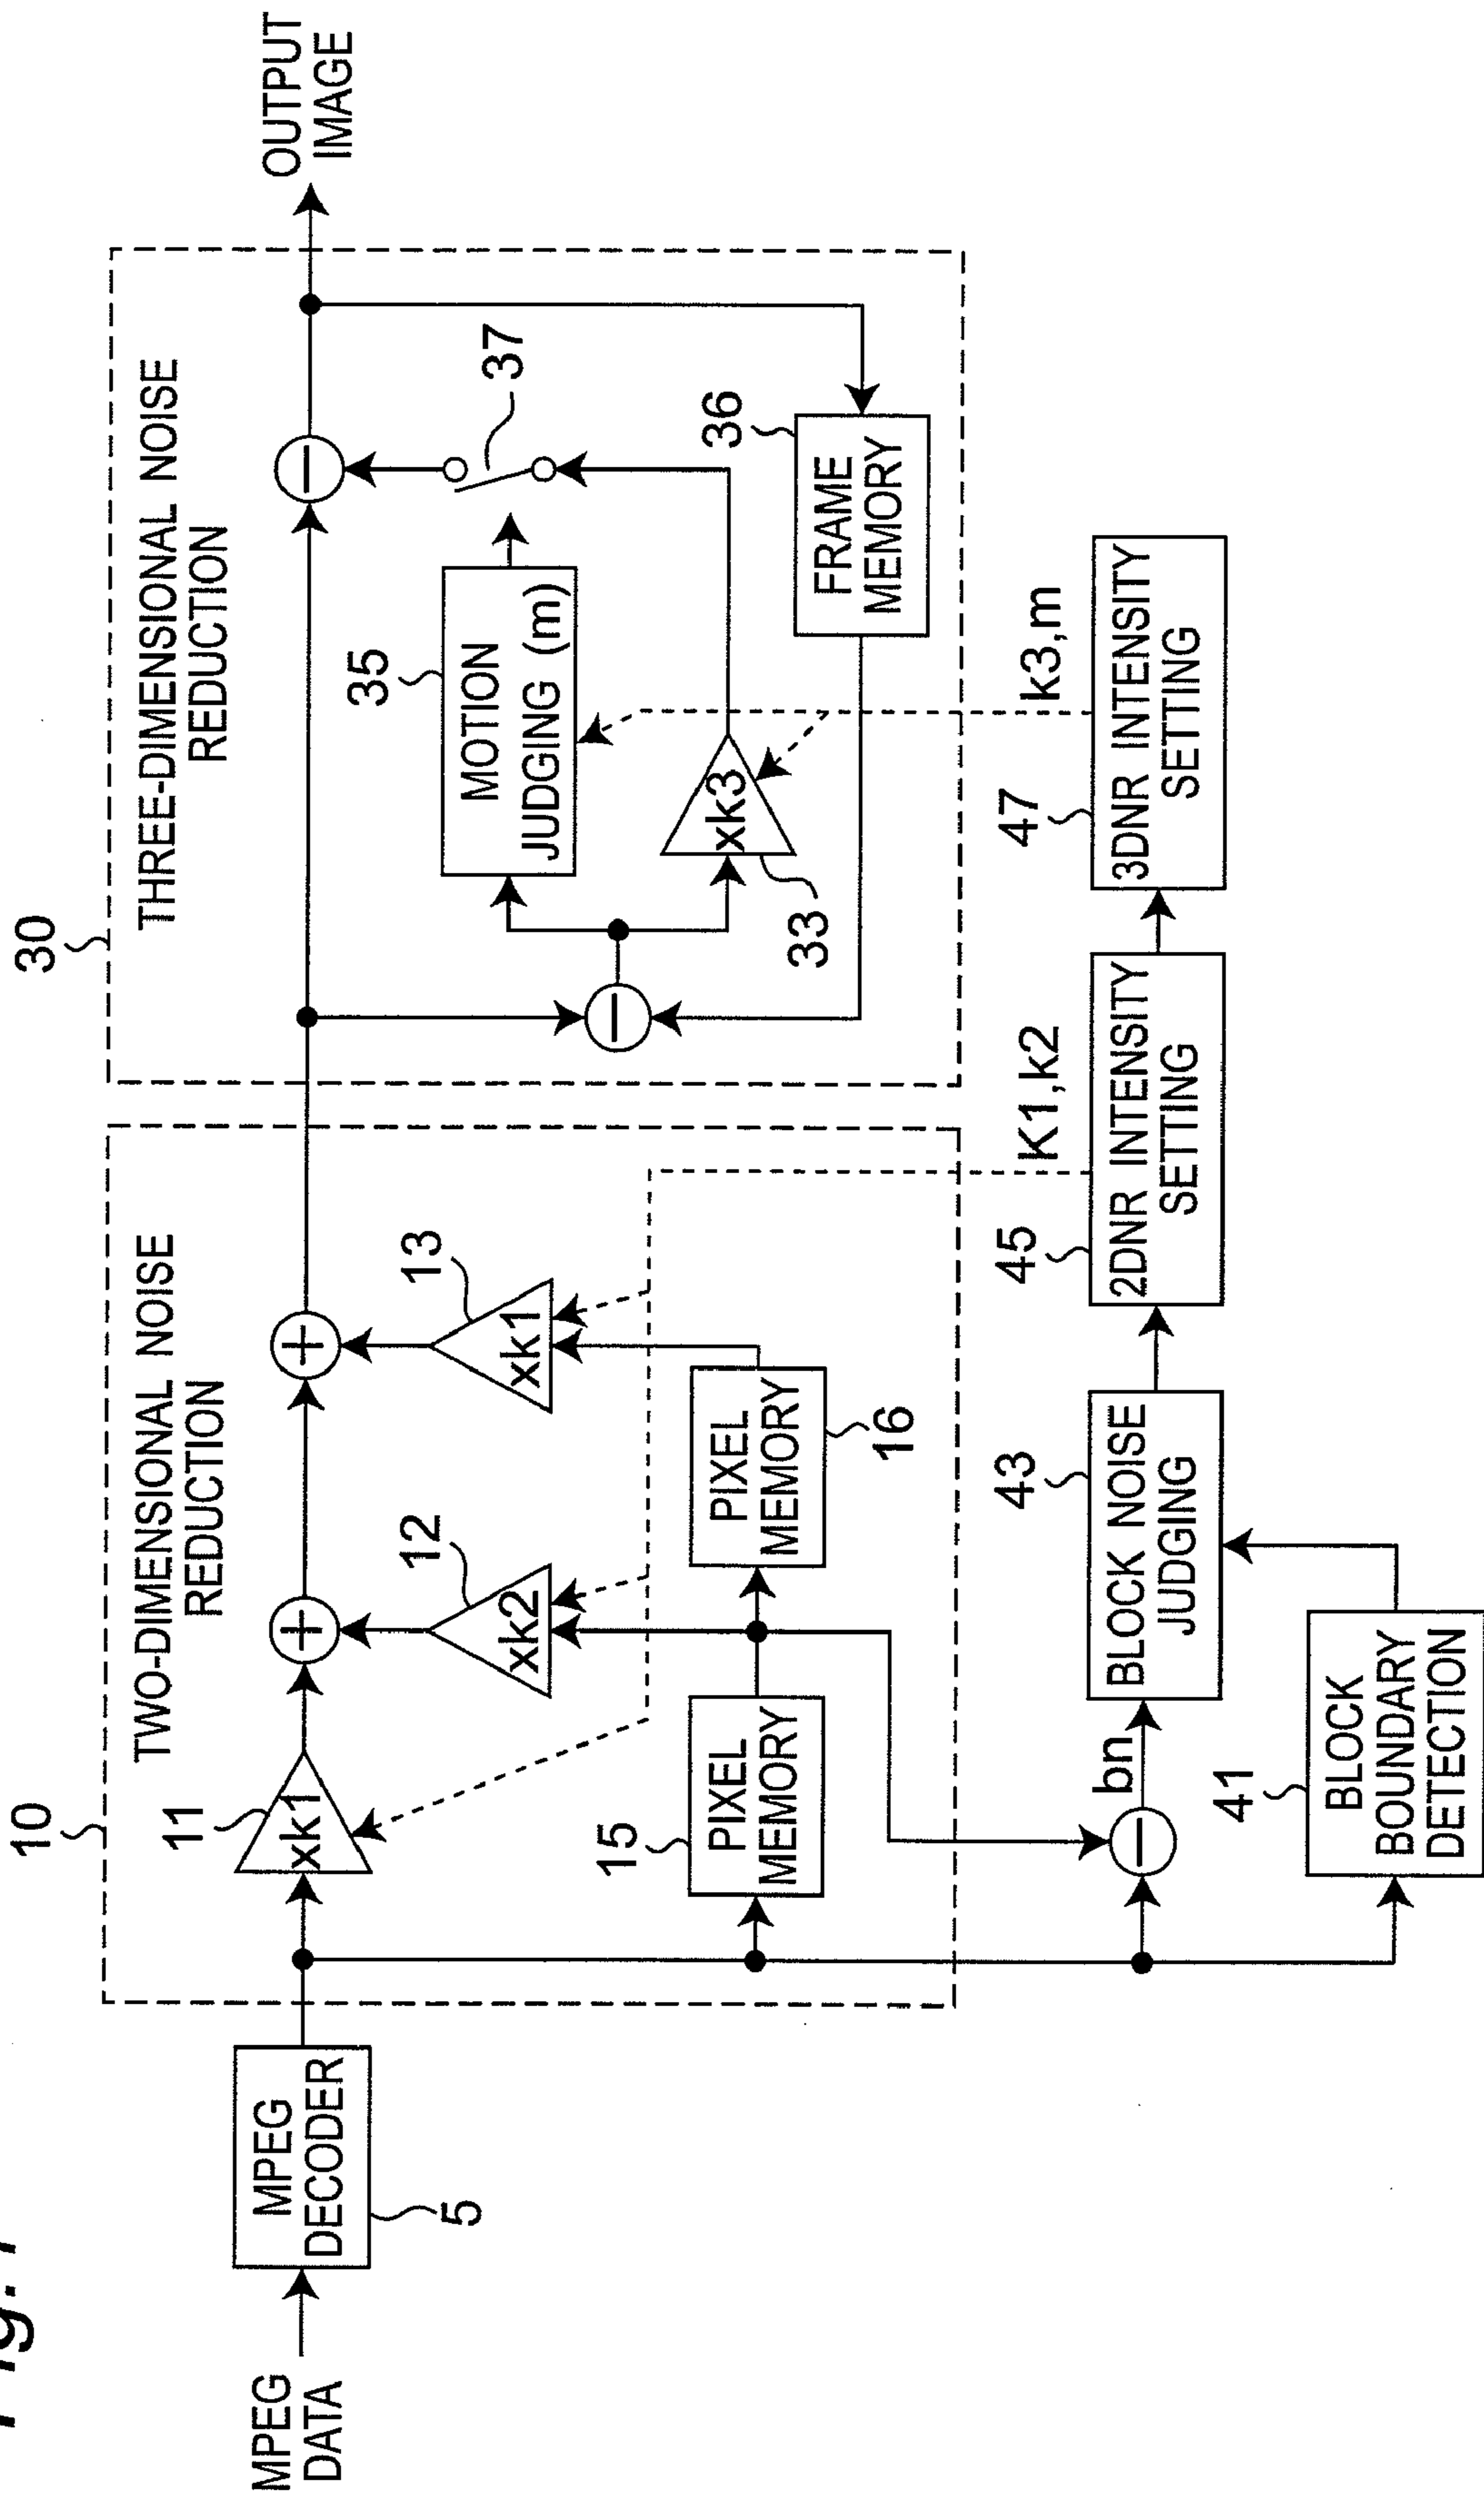 Fig. 1
30
THREE-DIMENSIONAL NOISE
REDUCTION
OUTPUT
IMAGE
35
MOTION
JUDGING (m)
37
36
FRAME
MEMORY
xk3
33
10
TWO-DIMENSIONAL NOISE
REDUCTION
11
xk1
12
xk2
13
xk1
15
PIXEL
MEMORY
PIXEL
MEMORY
16
MPEG
DATA
MPEG
DECODER
5
bn
43
BLOCK NOISE
JUDGING
45
K1,k2
2DNR INTENSITY
SETTING
47
k3,m
3DNR INTENSITY
SETTING
41
BLOCK
BOUNDARY
DETECTION